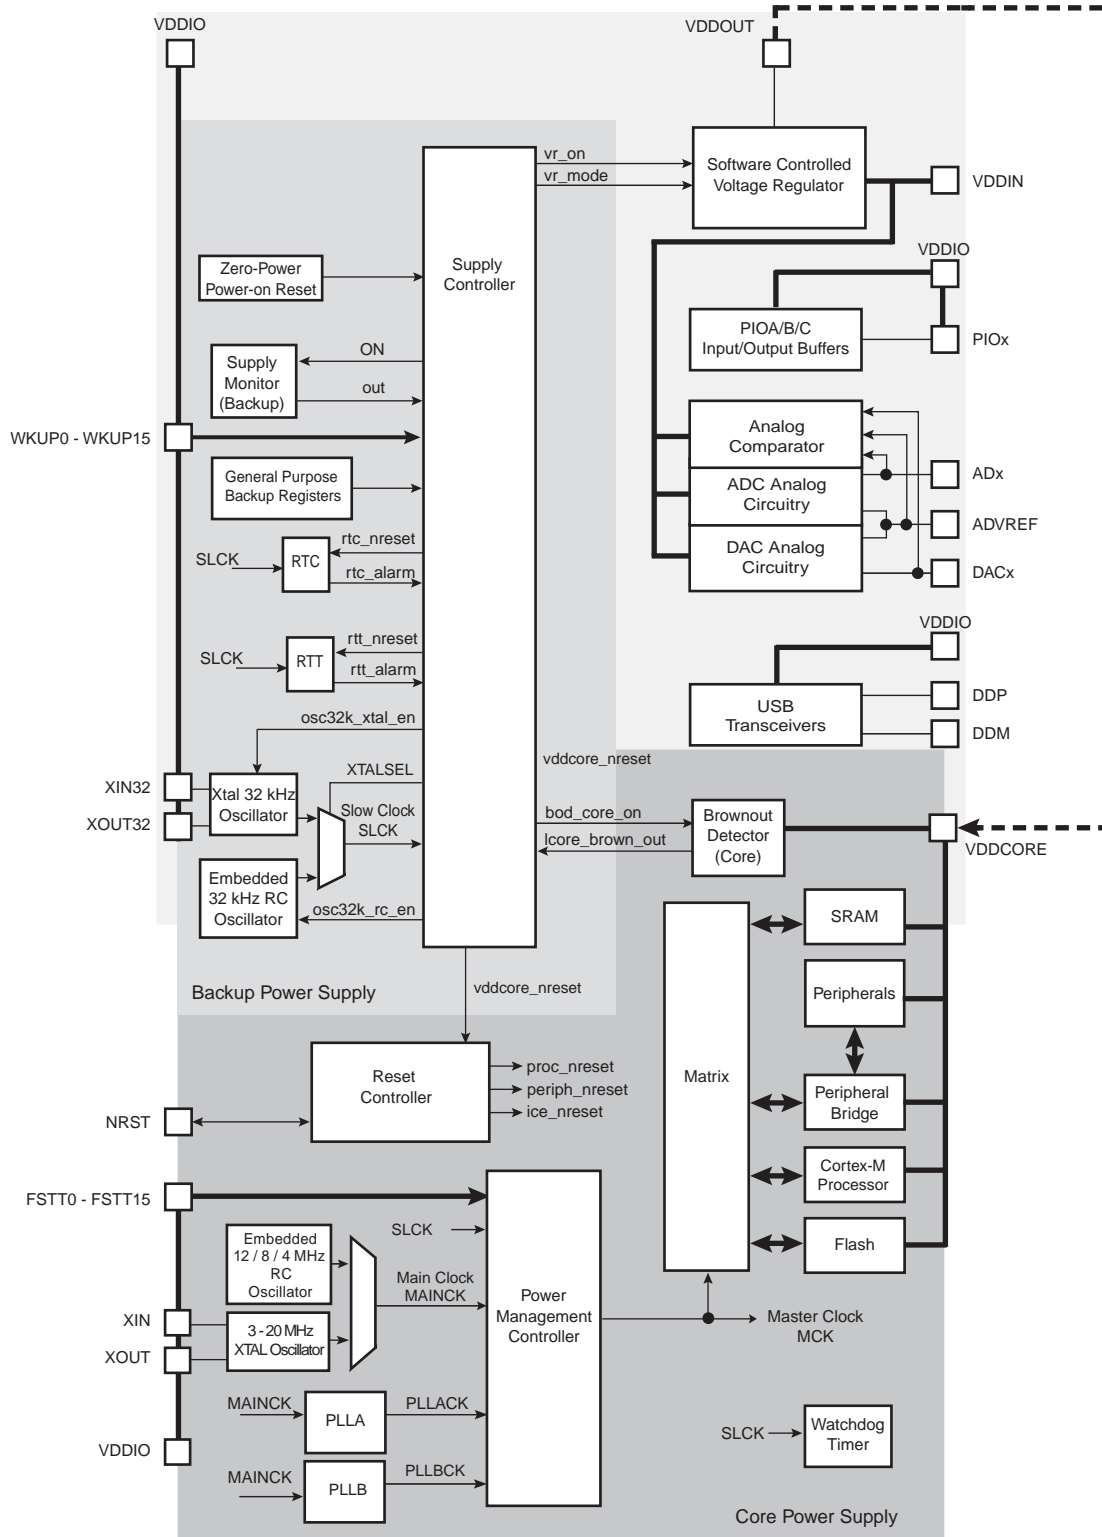 VDDIO
VDDOUT
vr_on
vr_mode
Software Controlled
Voltage Regulator
VDDIN
Supply
Controller
Zero-Power
Power-on Reset
VDDIO
PIOA/B/C
Input/Output Buffers
PIOx
Supply
Monitor
(Backup)
ON
out
WKUP0 - WKUP15
Analog
Comparator
General Purpose
Backup Registers
ADC Analog
Circuitry
ADx
ADVREF
DAC Analog
Circuitry
DACx
SLCK
RTC
rtc_nreset
rtc_alarm
VDDIO
SLCK
RTT
rtt_nreset
rtt_alarm
USB
Transceivers
DDP
DDM
osc32k_xtal_en
vddcore_nreset
XTALSEL
XIN32
XOUT32
Xtal 32 kHz
Oscillator
Slow Clock
SLCK
bod_core_on
lcore_brown_out
Brownout
Detector
(Core)
VDDCORE
Embedded
32 kHz RC
Oscillator
osc32k_rc_en
SRAM
Backup Power Supply
vddcore_nreset
Peripherals
Reset
Controller
proc_nreset
periph_nreset
ice_nreset
Matrix
Peripheral
Bridge
NRST
Cortex-M
Processor
FSTT0 - FSTT15
SLCK
Flash
Embedded
12 / 8 / 4 MHz
RC
Oscillator
Main Clock
MAINCK
Power
Management
Controller
XIN
XOUT
3 - 20 MHz
XTAL Oscillator
Master Clock
MCK
MAINCK
PLLA
PLLACK
VDDIO
SLCK
Watchdog
Timer
MAINCK
PLLB
PLLBCK
Core Power Supply